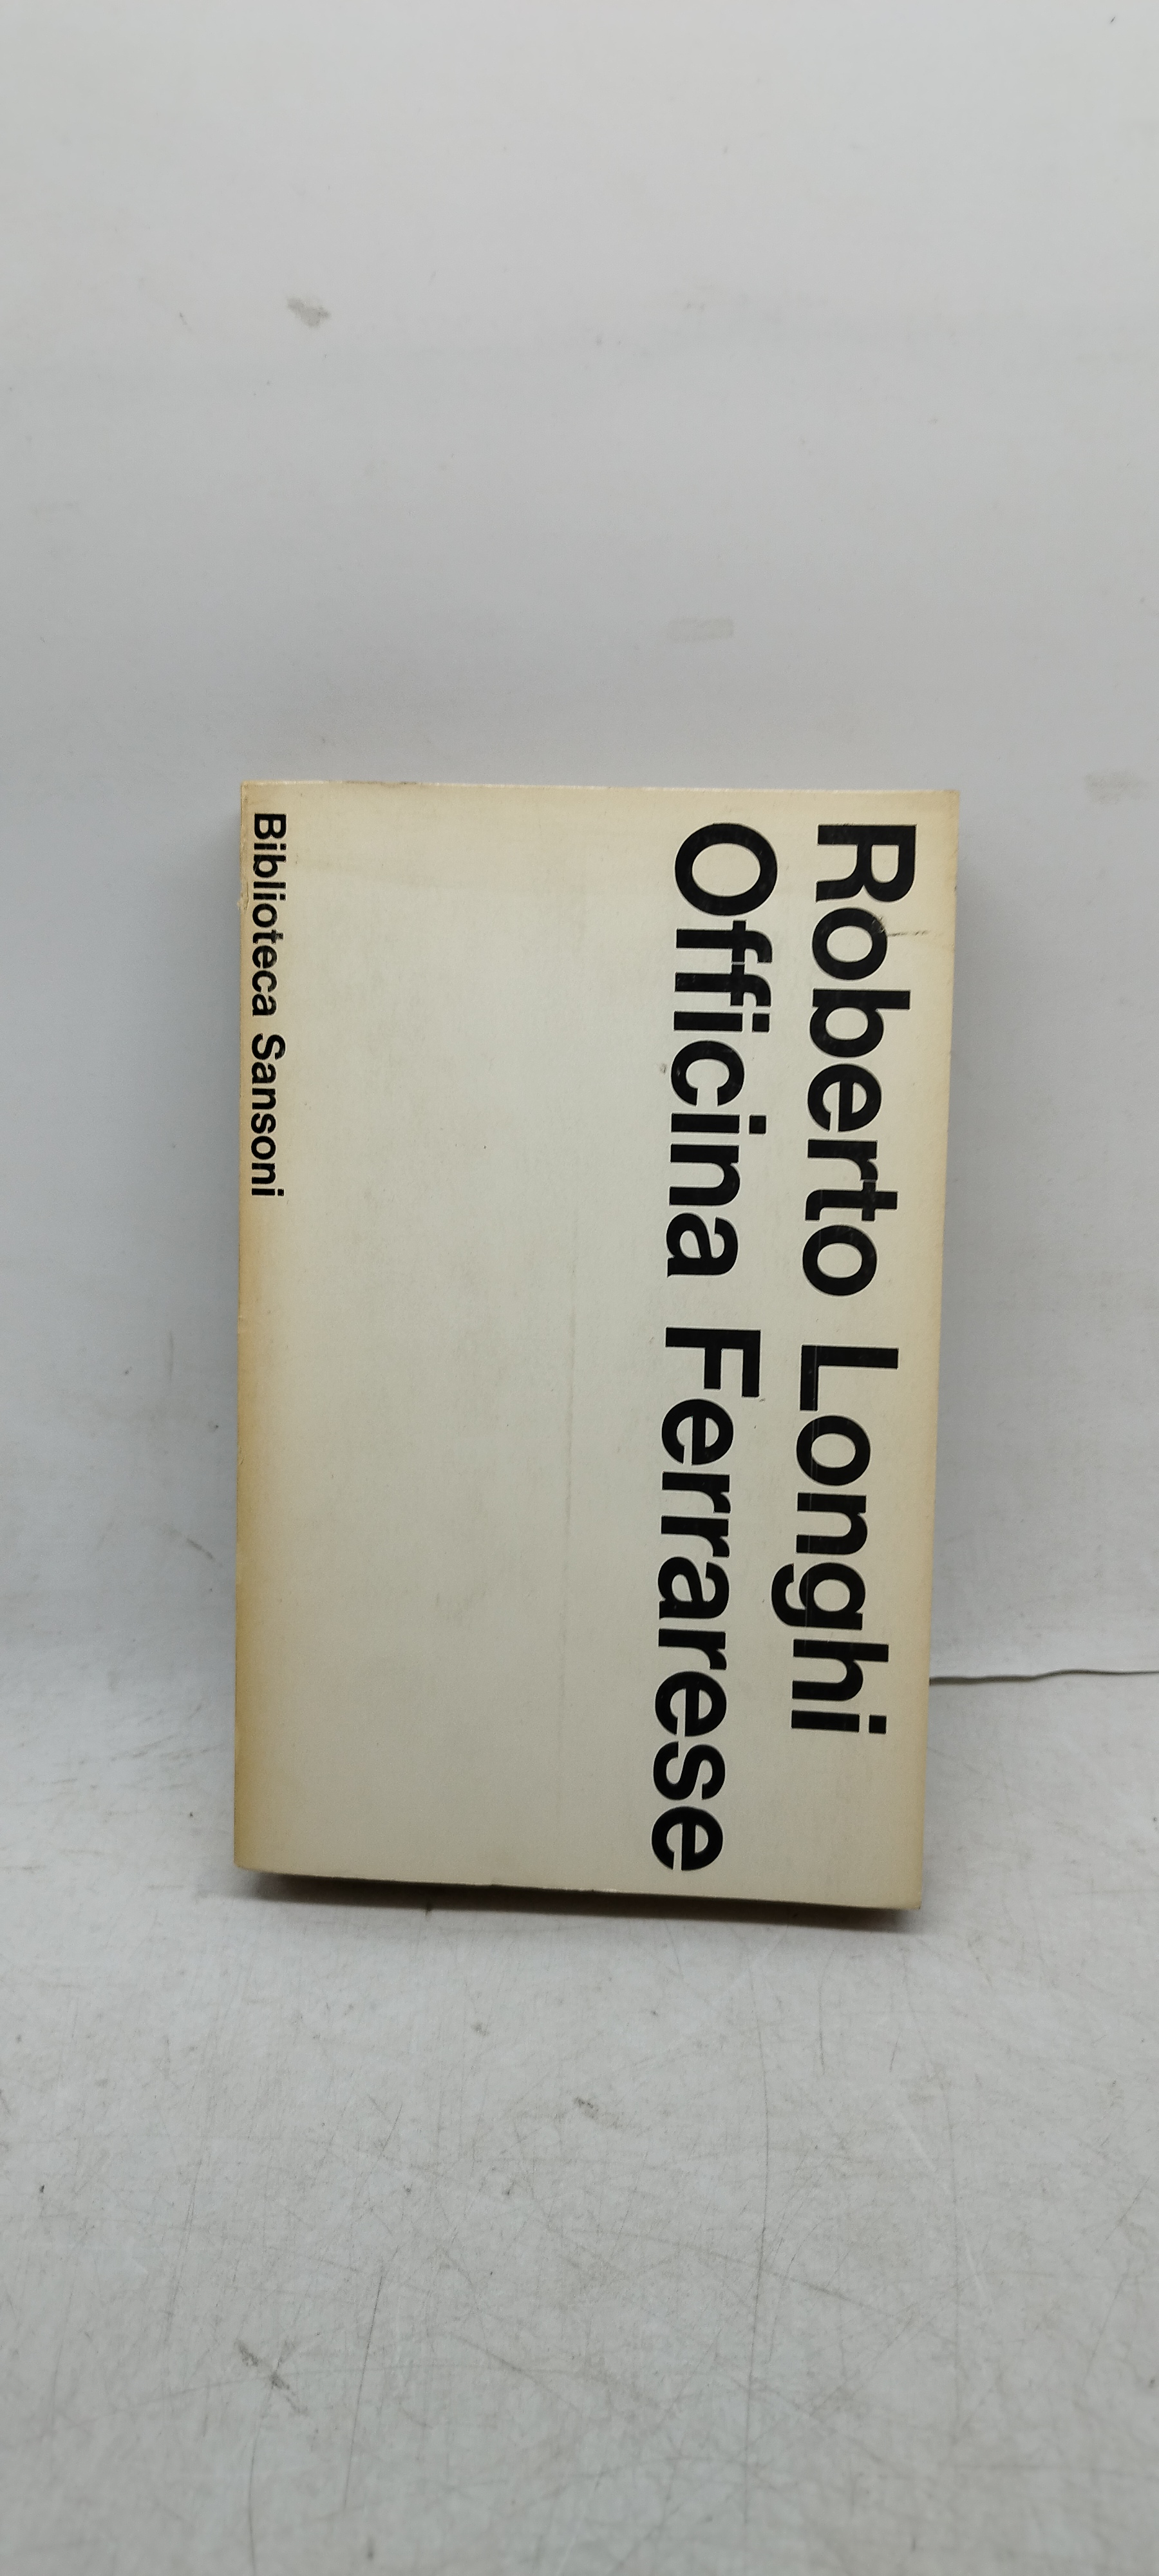 Roberto Longhi
Officina Ferrarese
Biblioteca Sansoni